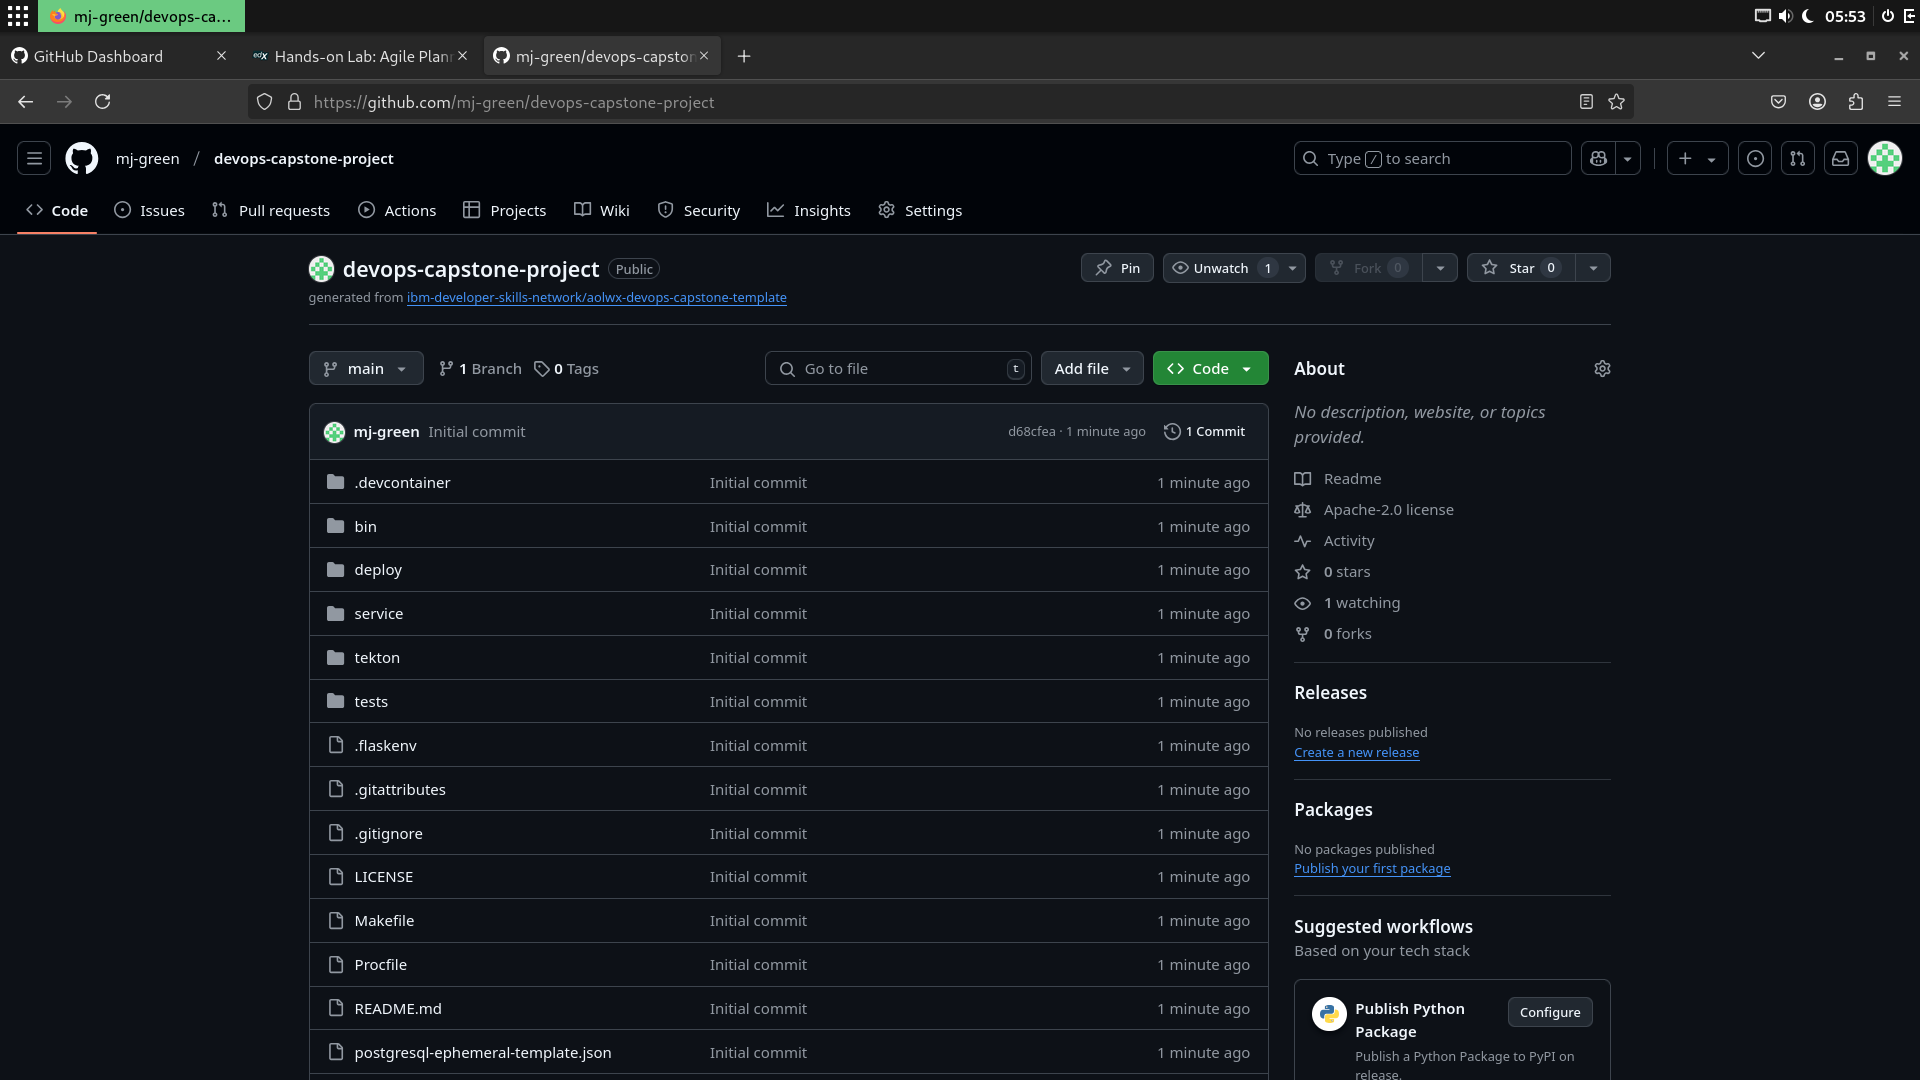 mj-green/devops-ca...
05:53
GitHub Dashboard
edX Hands-on Lab: Agile Plan
mj-green/devops-capston
https://github.com/mj-green/devops-capstone-project
mj-green / devops-capstone-project
Type / to search
Code
Issues
Pull requests
Actions
Projects
Wiki
Security
Insights
Settings
devops-capstone-project Public
Pin
Unwatch 1
Fork 0
Star 0
generated from ibm-developer-skills-network/aolwx-devops-capstone-template
main
1 Branch
0 Tags
Go to file t
Add file
Code
mj-green Initial commit d68cfea · 1 minute ago 1 Commit
.devcontainer Initial commit 1 minute ago
bin Initial commit 1 minute ago
deploy Initial commit 1 minute ago
service Initial commit 1 minute ago
tekton Initial commit 1 minute ago
tests Initial commit 1 minute ago
.flaskenv Initial commit 1 minute ago
.gitattributes Initial commit 1 minute ago
.gitignore Initial commit 1 minute ago
LICENSE Initial commit 1 minute ago
Makefile Initial commit 1 minute ago
Procfile Initial commit 1 minute ago
README.md Initial commit 1 minute ago
postgresql-ephemeral-template.json Initial commit 1 minute ago
About
No description, website, or topics
provided.
Readme
Apache-2.0 license
Activity
0 stars
1 watching
0 forks
Releases
No releases published
Create a new release
Packages
No packages published
Publish your first package
Suggested workflows
Based on your tech stack
Publish Python
Package
Configure
Publish a Python Package to PyPI on
release.